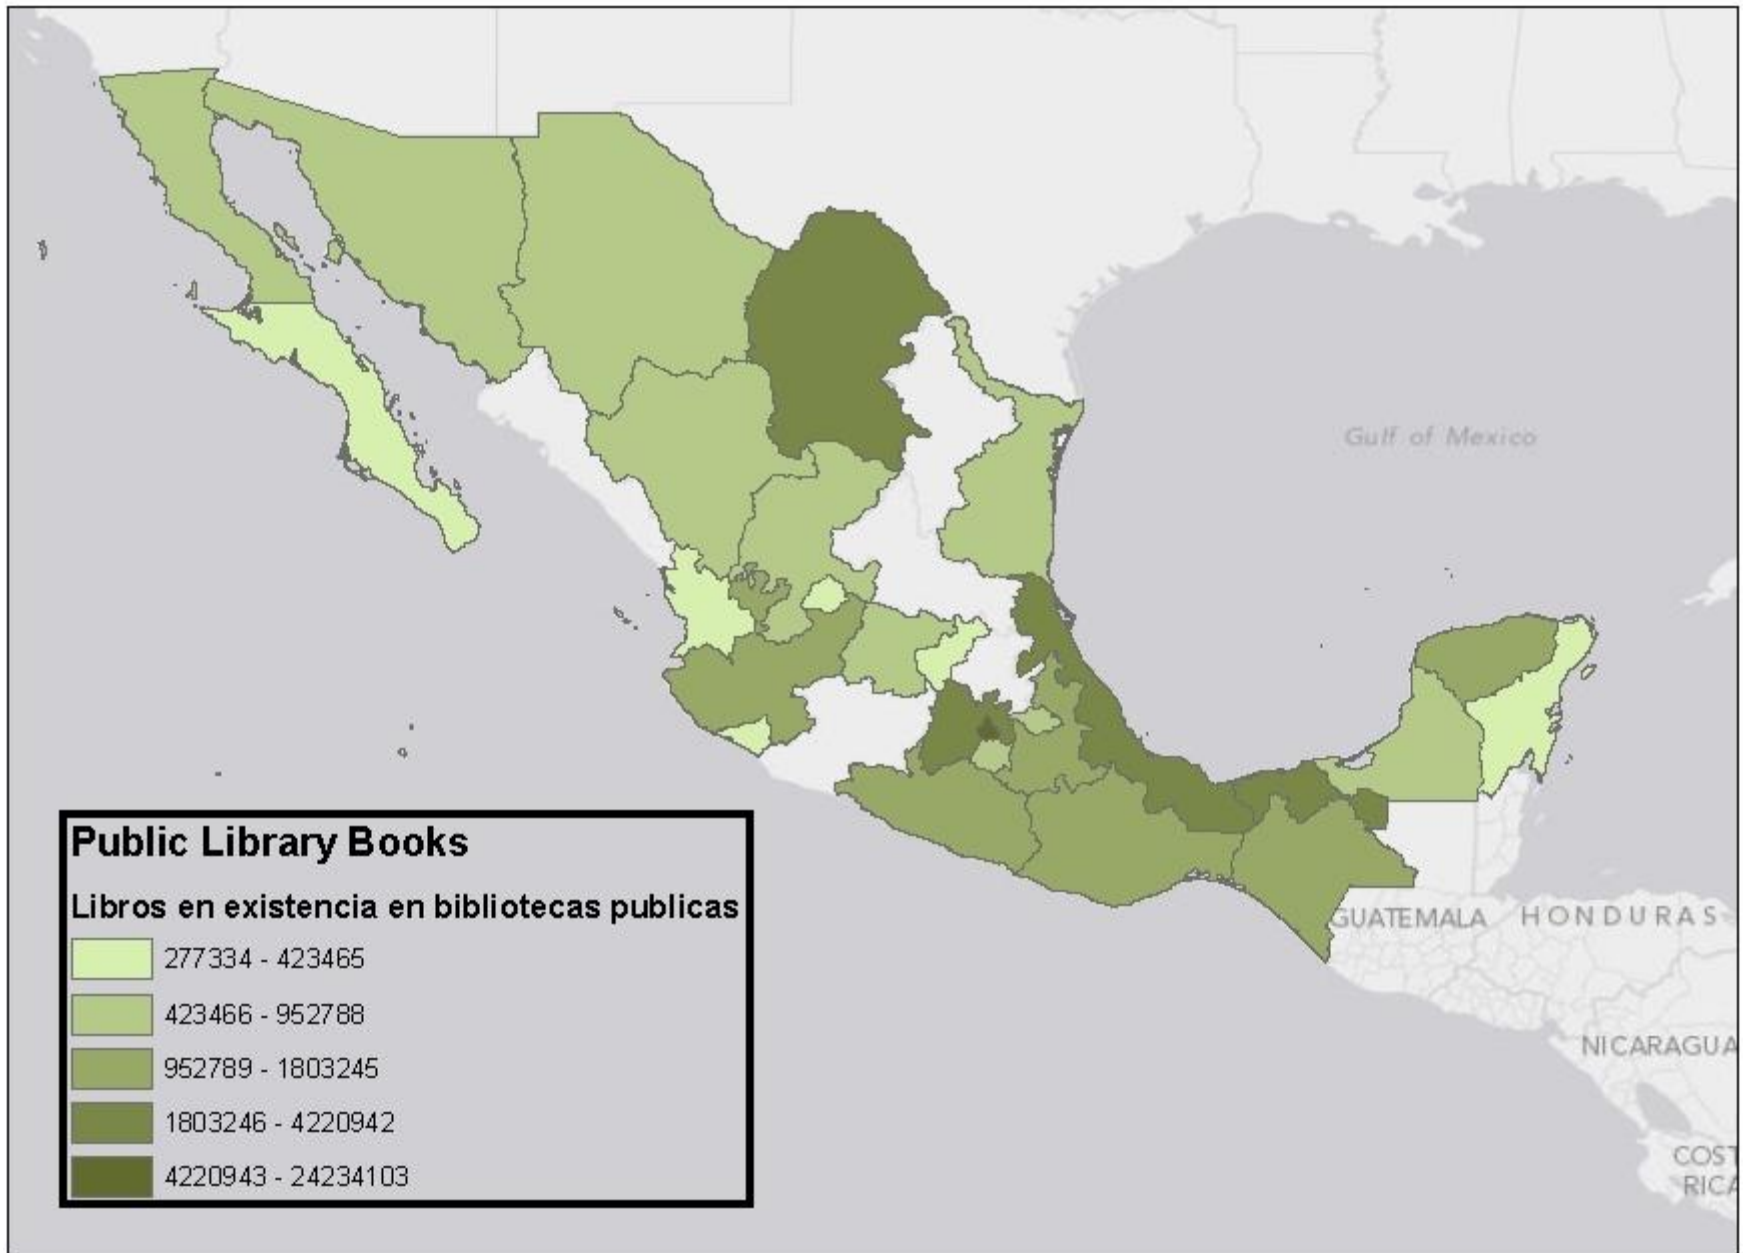 Gulf of Mexico
Public Library Books
Libros en existencia en bibliotecas publicas
277334 - 423465
423466 - 952788
952789 - 1803245
1803246 - 4220942
4220943 - 24234103
GUATEMALA
HONDURAS
NICARAGUA
COST
RICA